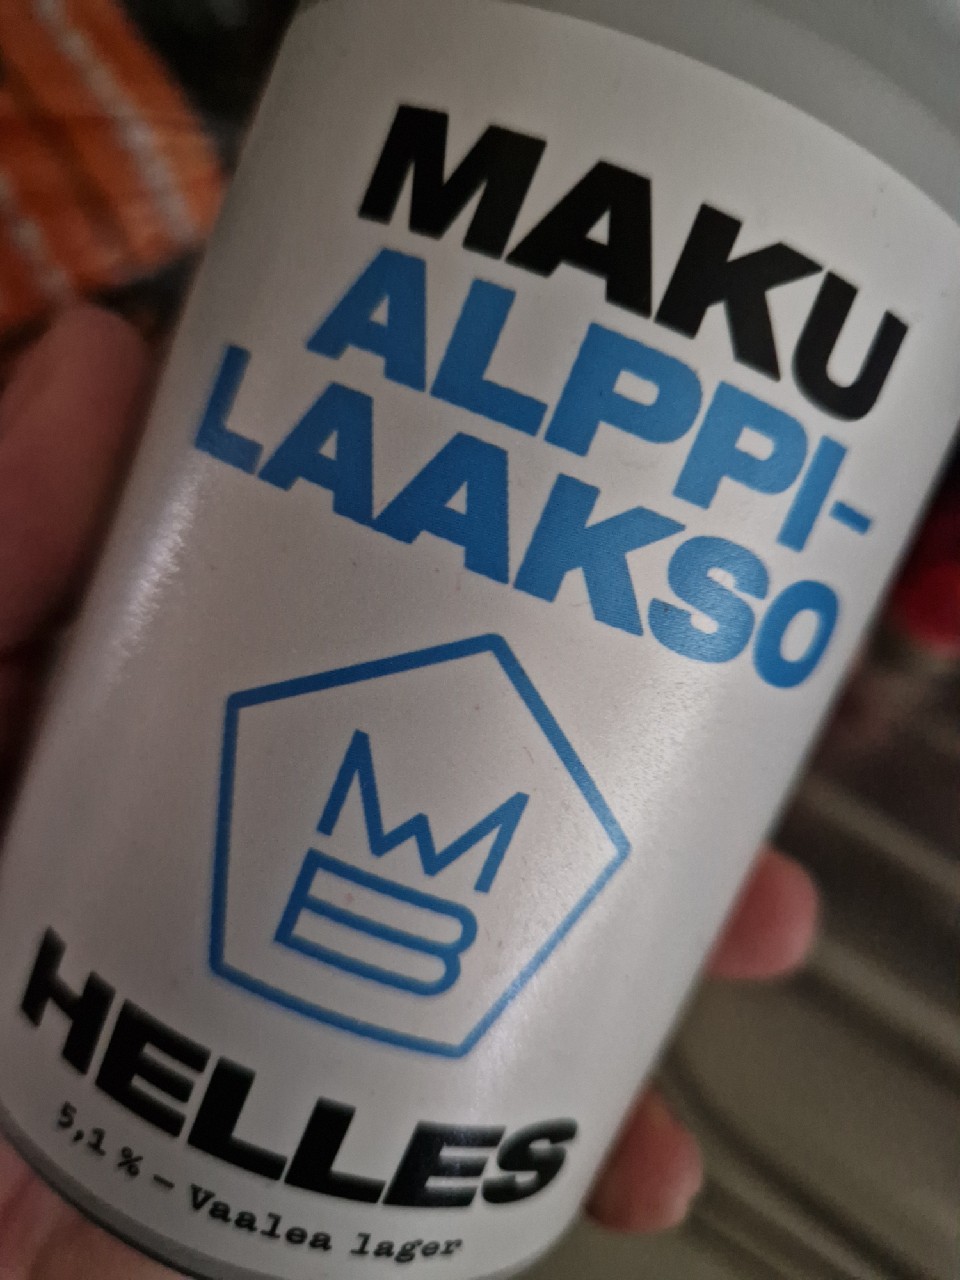 MAKU
ALPPI-
LAAKSO
HELLES
5,1 % – Vaalea lager